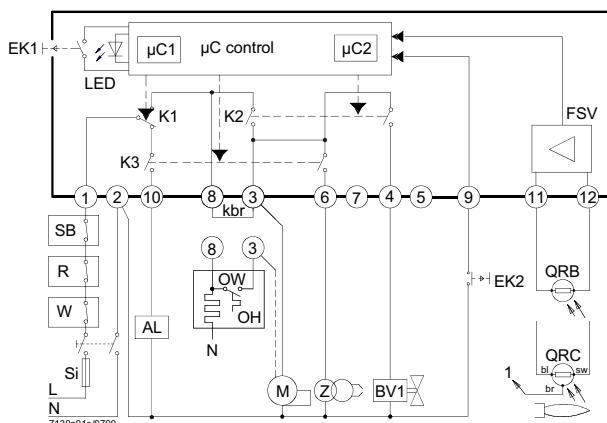 EK1
LED
µC1
µC control
µC2
K1
K2
K3
FSV
1
2
10
8
kbr
3
6
7
4
5
9
11
12
SB
R
W
Si
L
N
AL
8
3
OW
OH
N
M
Z
BV1
EK2
QRB
QRC
bl
sw
br
1